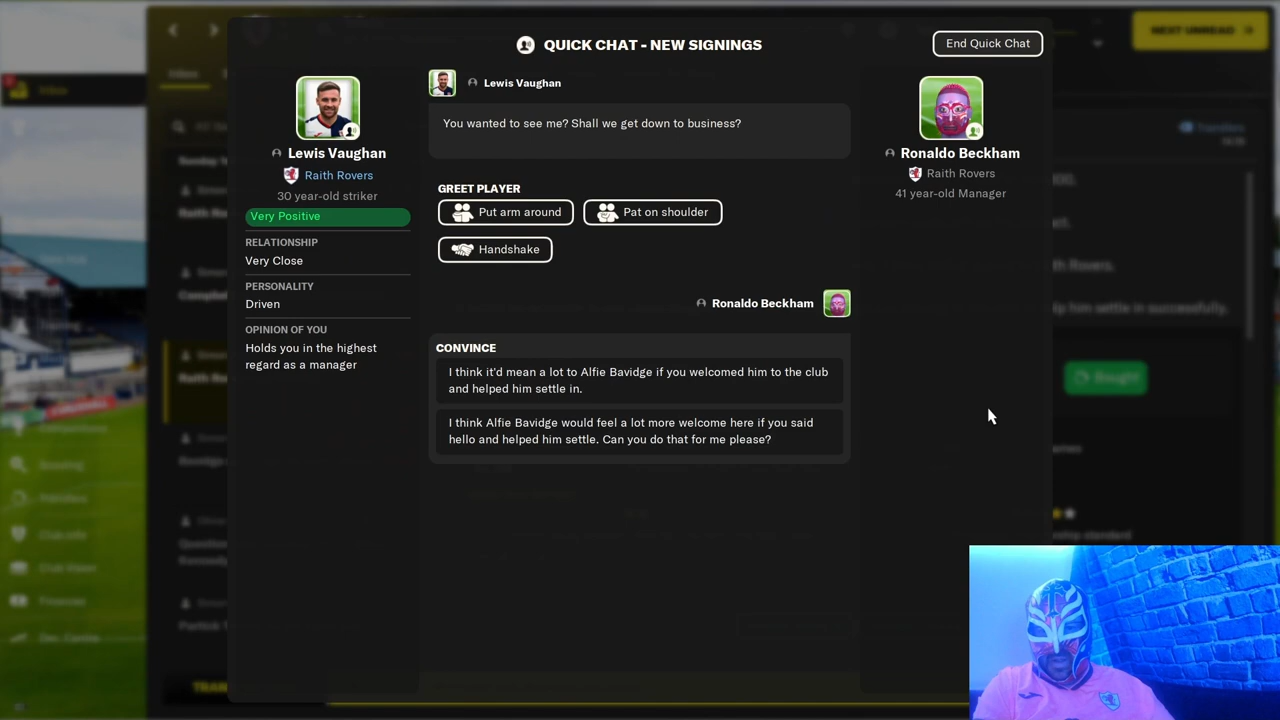 NEXT UNREAD
QUICK CHAT - NEW SIGNINGS
End Quick Chat
Lewis Vaughan
Raith Rovers
30 year-old striker
Very Positive
RELATIONSHIP
Very Close
PERSONALITY
Driven
OPINION OF YOU
Holds you in the highest
regard as a manager
Lewis Vaughan
You wanted to see me? Shall we get down to business?
GREET PLAYER
Put arm around
Pat on shoulder
Handshake
Ronaldo Beckham
CONVINCE
I think it'd mean a lot to Alfie Bavidge if you welcomed him to the club
and helped him settle in.
I think Alfie Bavidge would feel a lot more welcome here if you said
hello and helped him settle. Can you do that for me please?
Ronaldo Beckham
Raith Rovers
41 year-old Manager